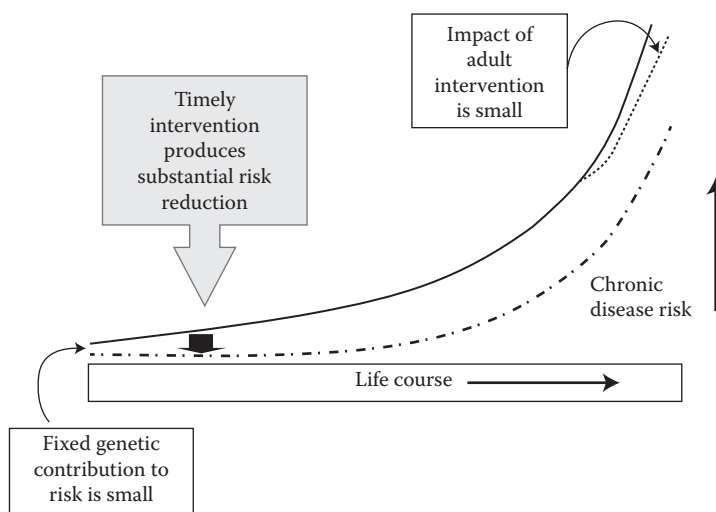 Impact of
adult
intervention
is small
Timely
intervention
produces
substantial risk
reduction
Chronic
disease risk
Life course
Fixed genetic
contribution to
risk is small